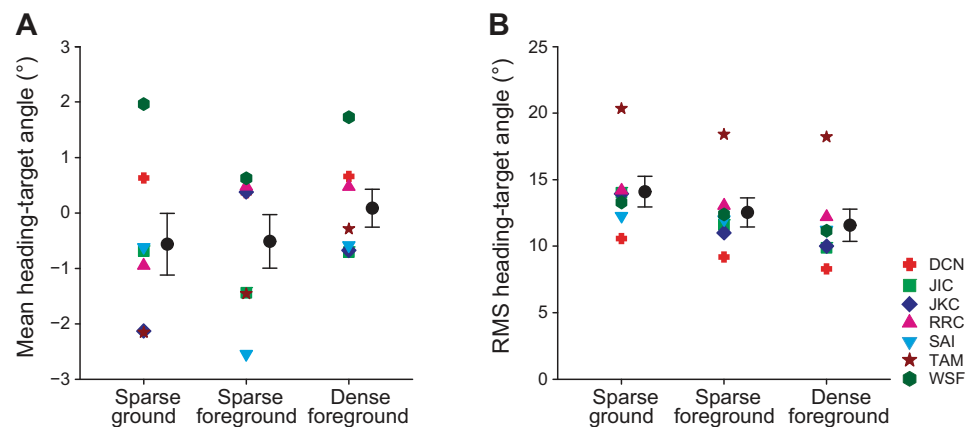 A
Mean heading-target angle (°)
3
2
1
0
−1
−2
−3
Sparse ground
Sparse foreground
Dense foreground
B
RMS heading-target angle (°)
25
20
15
10
5
0
Sparse ground
Sparse foreground
Dense foreground
DCN
JIC
JKC
RRC
SAI
TAM
WSF